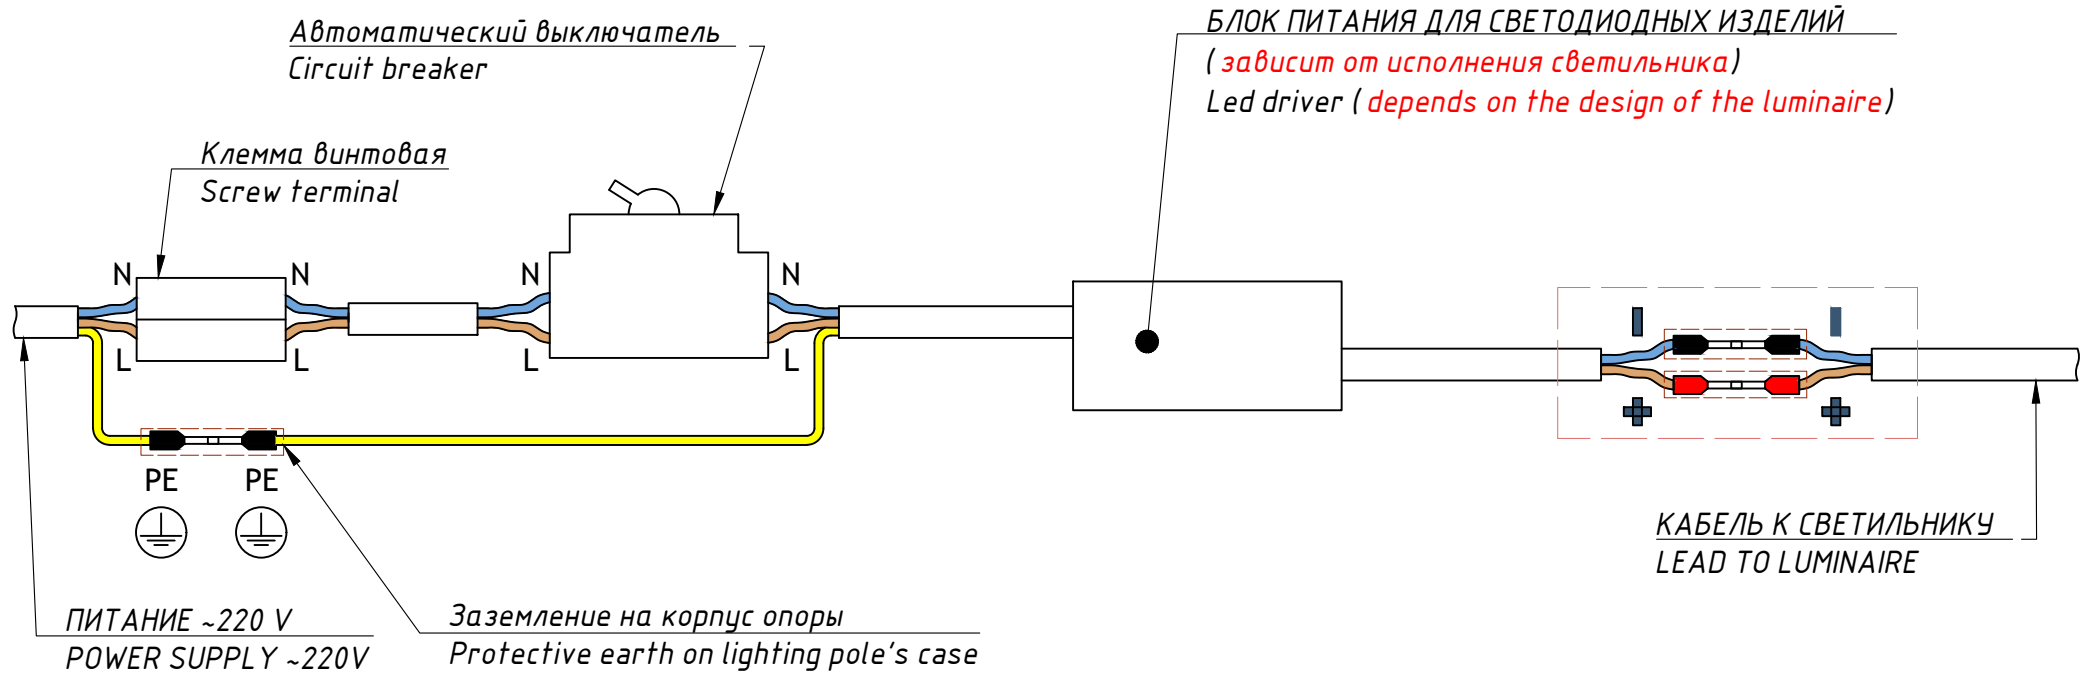 Автоматический выключатель
Circuit breaker
БЛОК ПИТАНИЯ ДЛЯ СВЕТОДИОДНЫХ ИЗДЕЛИЙ
(зависит от исполнения светильника)
Led driver (depends on the design of the luminaire)
Клемма винтовая
Screw terminal
N N N N
L L L L
PE PE
КАБЕЛЬ К СВЕТИЛЬНИКУ
LEAD TO LUMINAIRE
ПИТАНИЕ ~220 V
POWER SUPPLY ~220V
Заземление на корпус опоры
Protective earth on lighting pole's case